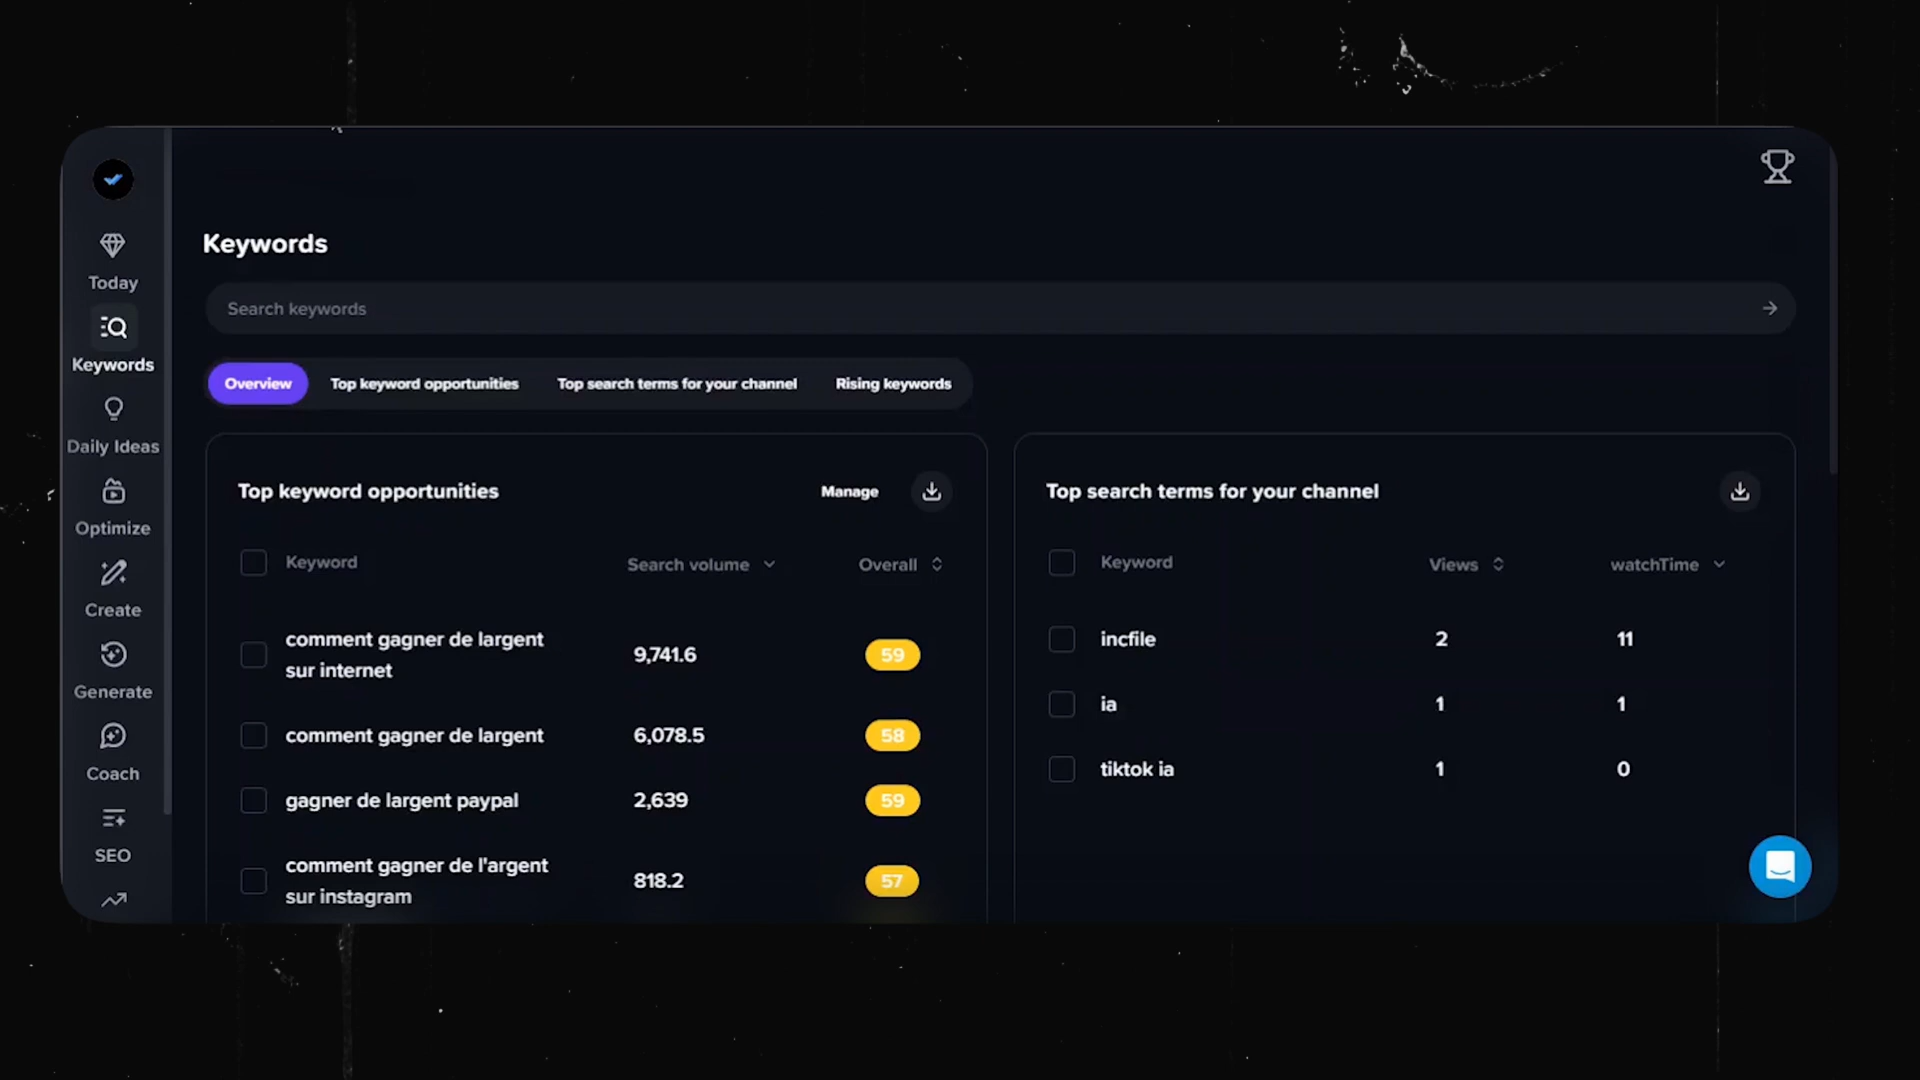 Today
Keywords
Daily Ideas
Optimize
Create
Generate
Coach
SEO
Keywords
Search keywords
Overview
Top keyword opportunities
Top search terms for your channel
Rising keywords
Top keyword opportunities
Manage
Keyword
Search volume
Overall
comment gagner de largent
sur internet
9,741.6
59
comment gagner de largent
6,078.5
58
gagner de largent paypal
2,639
59
comment gagner de l'argent
sur instagram
818.2
57
Top search terms for your channel
Keyword
Views
watchTime
incfile
2
11
ia
1
1
tiktok ia
1
0